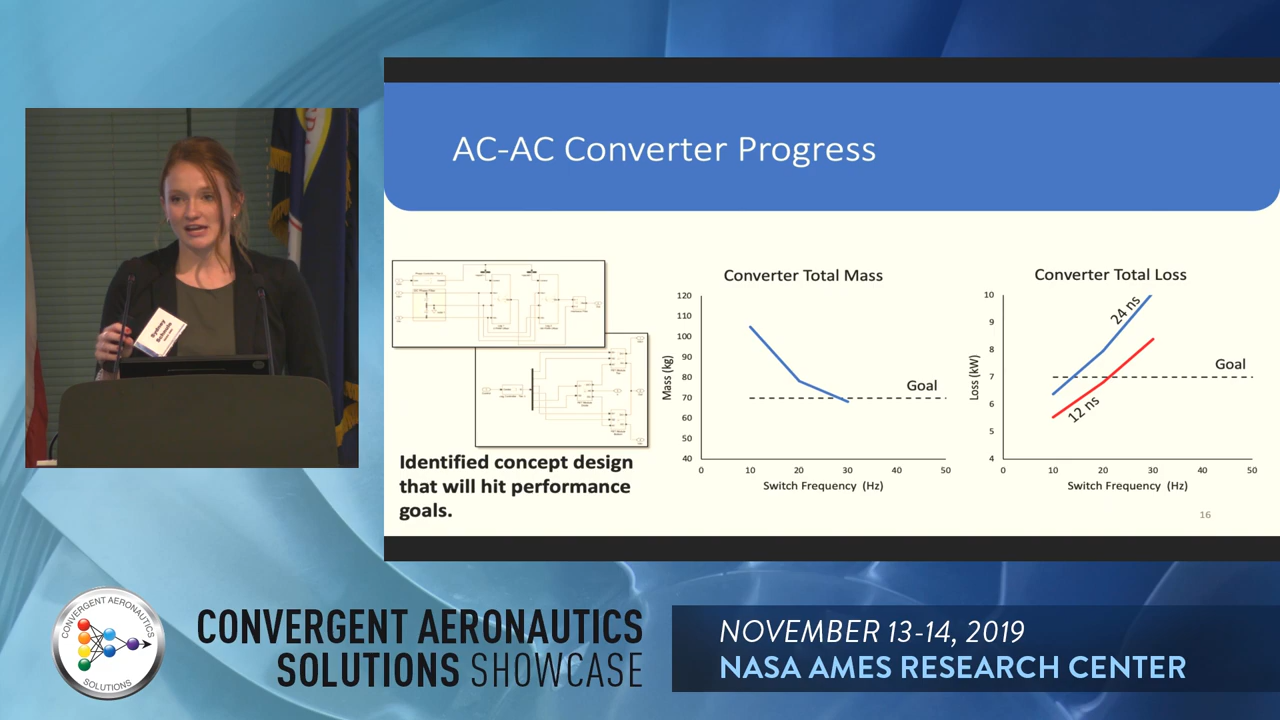 AC-AC Converter Progress
Identified concept design
that will hit performance
goals.
Converter Total Mass
120
110
100
90
80
70
60
50
40
Mass (kg)
Goal
0
10
20
30
40
50
Switch Frequency (Hz)
Converter Total Loss
10
9
8
7
6
5
4
Loss (kW)
24 ns
12 ns
Goal
0
10
20
30
40
50
Switch Frequency (Hz)
16
Sydney
CONVERGENT AERONAUTICS
SOLUTIONS
CONVERGENT AERONAUTICS
SOLUTIONS SHOWCASE
NOVEMBER 13-14, 2019
NASA AMES RESEARCH CENTER